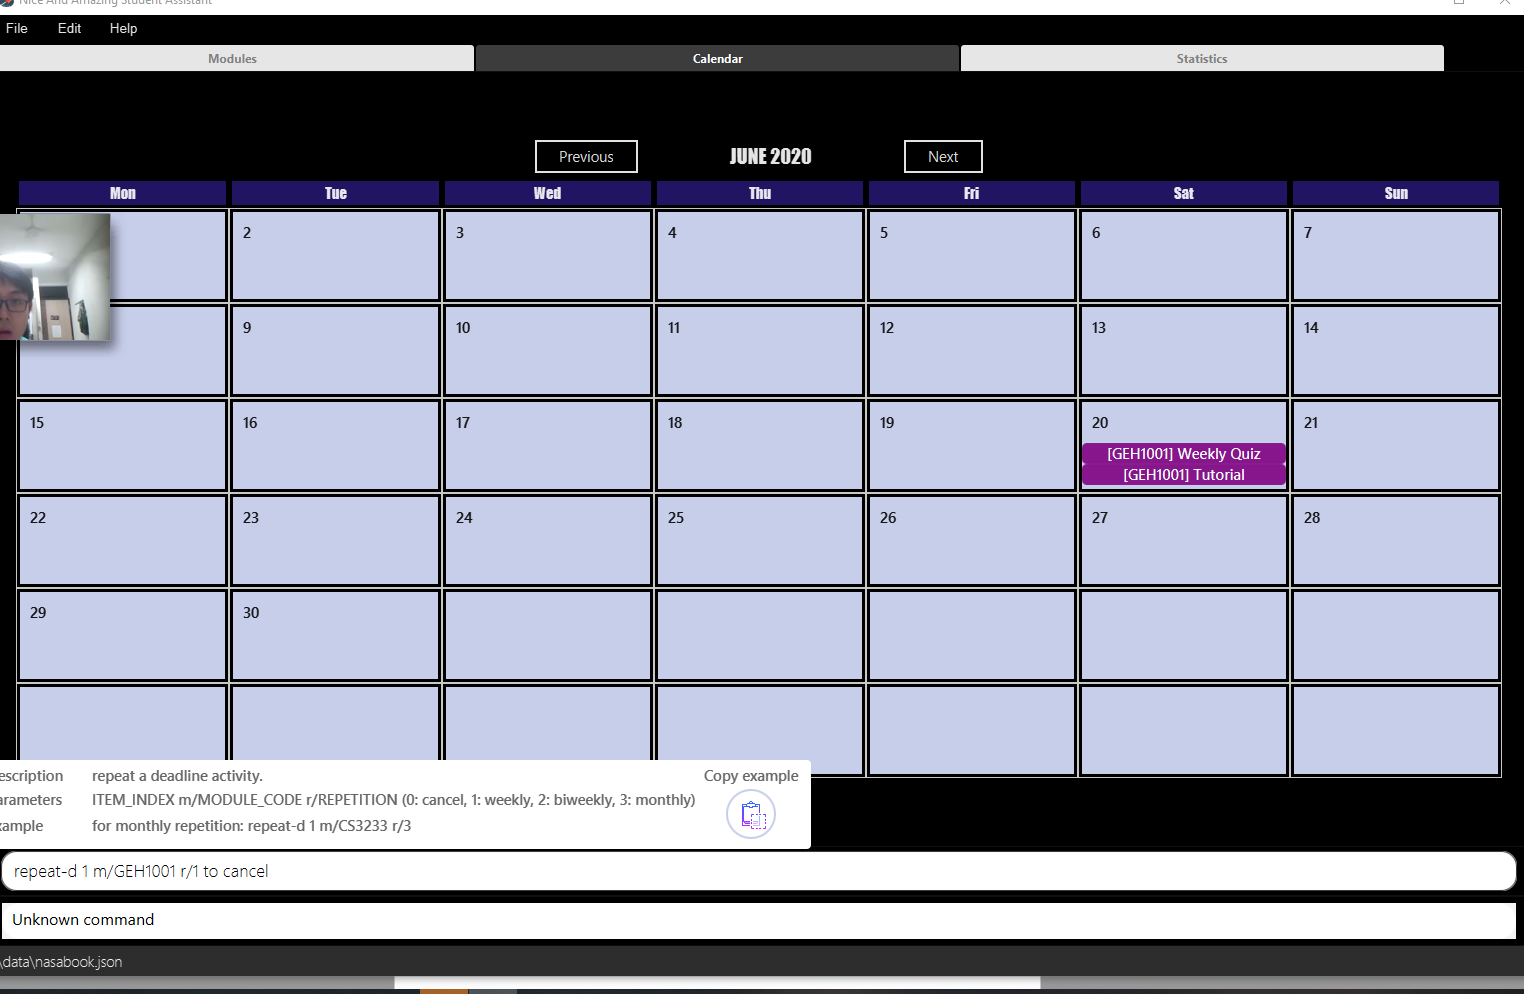 Nice And Amazing Student Assistant
File Edit Help
Modules Calendar Statistics
Previous JUNE 2020 Next
Mon Tue Wed Thu Fri Sat Sun
2 3 4 5 6 7
9 10 11 12 13 14
15 16 17 18 19 20 21
[GEH1001] Weekly Quiz
[GEH1001] Tutorial
22 23 24 25 26 27 28
29 30
escription repeat a deadline activity. Copy example
arameters ITEM_INDEX m/MODULE_CODE r/REPETITION (0: cancel, 1: weekly, 2: biweekly, 3: monthly)
xample for monthly repetition: repeat-d 1 m/CS3233 r/3
repeat-d 1 m/GEH1001 r/1 to cancel
Unknown command
\data\nasabook.json